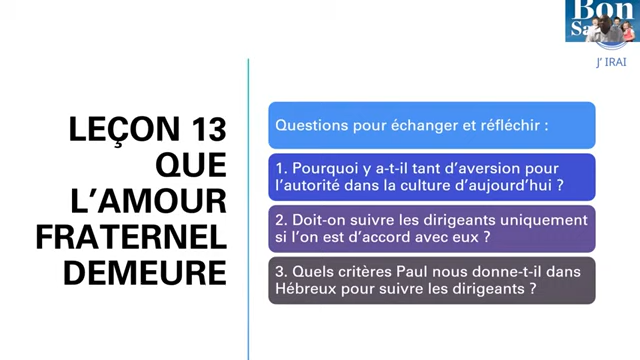 Bon
J' IRAI
LEÇON 13
QUE
L'AMOUR
FRATERNEL
DEMEURE
Questions pour échanger et réfléchir :
1. Pourquoi y a-t-il tant d'aversion pour
l'autorité dans la culture d'aujourd'hui ?
2. Doit-on suivre les dirigeants uniquement
si l'on est d'accord avec eux ?
3. Quels critères Paul nous donne-t-il dans
Hébreux pour suivre les dirigeants ?